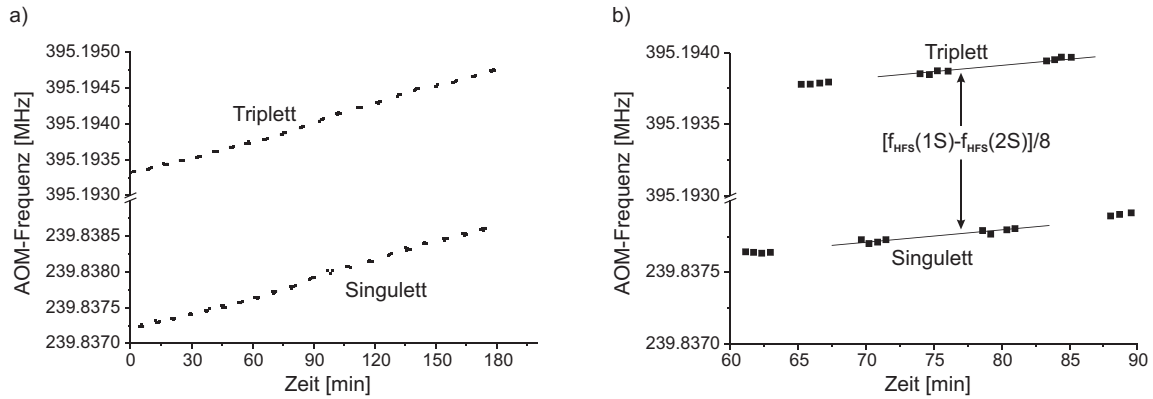 a)
AOM-Frequenz [MHz]
395.1950
395.1945
395.1940
395.1935
395.1930
239.8385
239.8380
239.8375
239.8370
Triplett
Singulett
0 30 60 90 120 150 180
Zeit [min]
b)
AOM-Frequenz [MHz]
395.1940
395.1935
395.1930
239.8375
239.8370
Triplett
[fHFS(1S)-fHFS(2S)]/8
Singulett
60 65 70 75 80 85 90
Zeit [min]